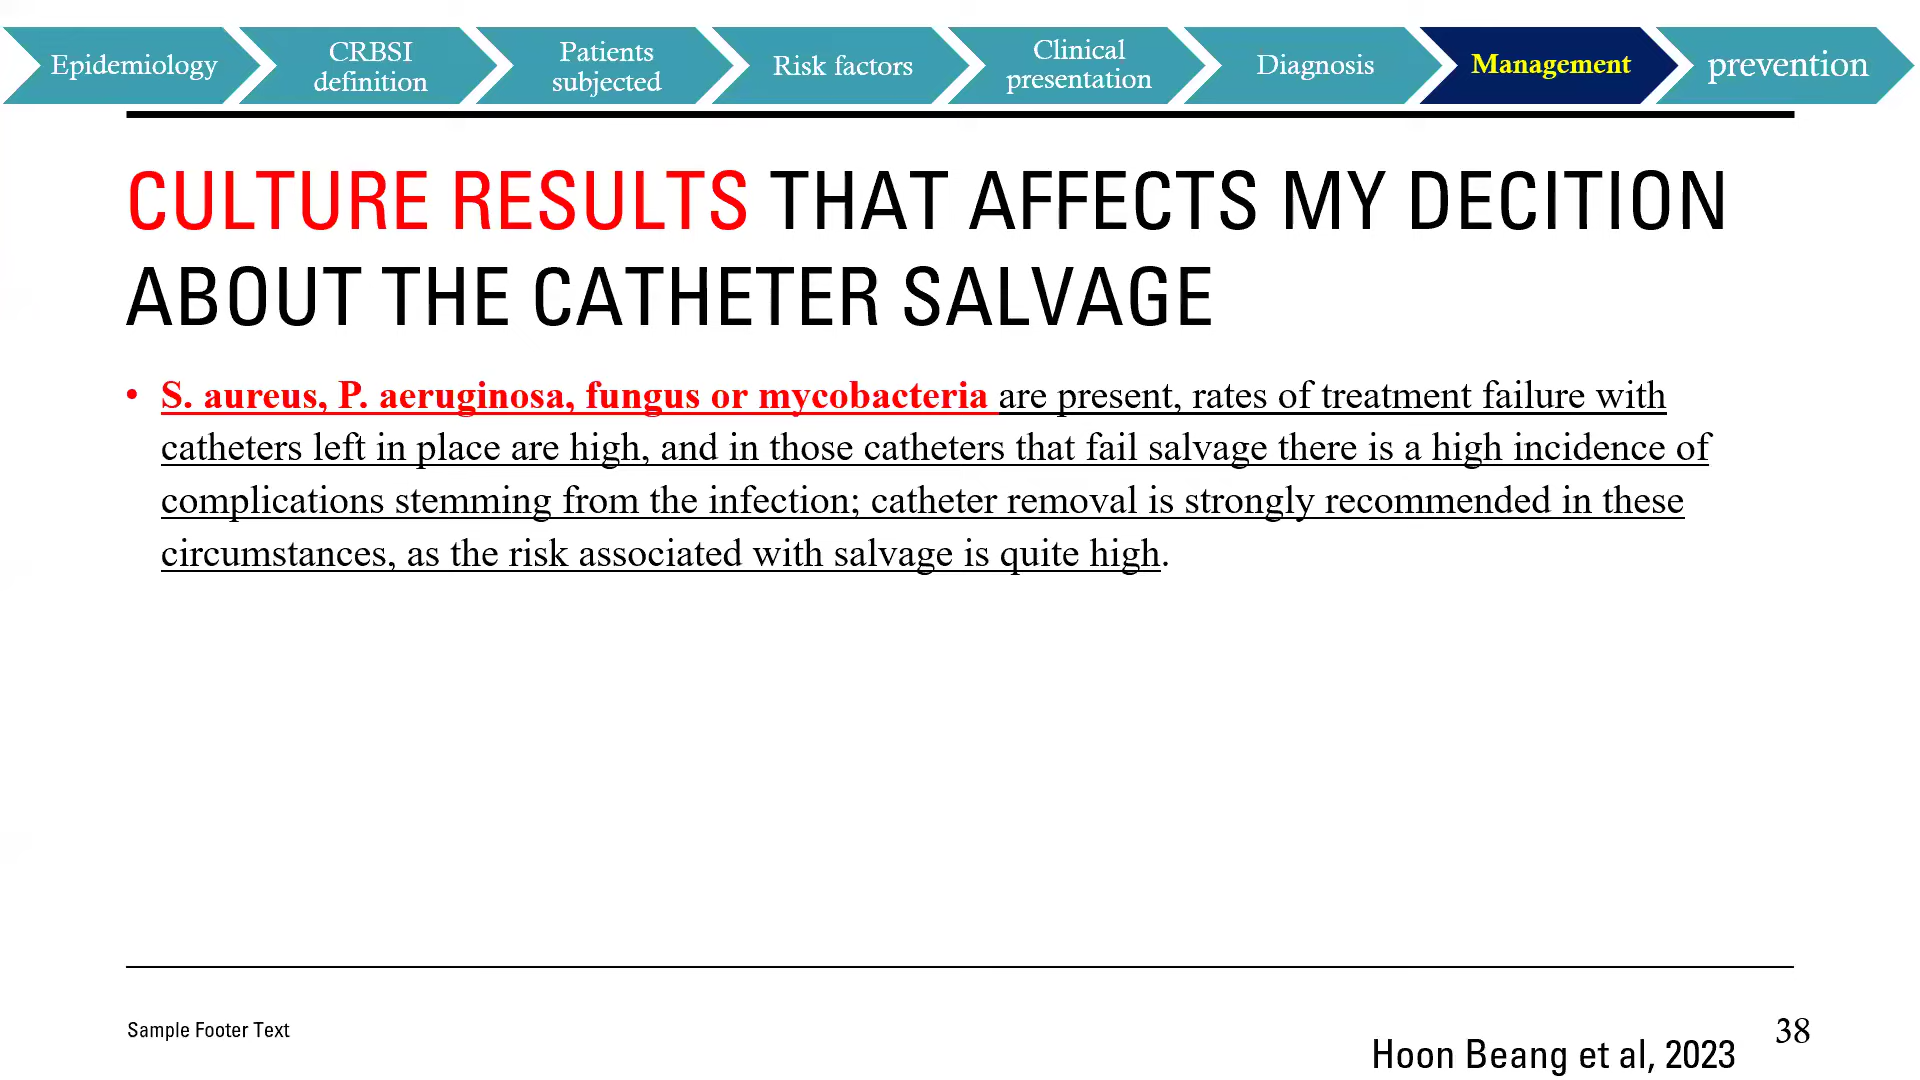 Epidemiology
CRBSI
definition
Patients
subjected
Risk factors
Clinical
presentation
Diagnosis
Management
prevention
CULTURE RESULTS THAT AFFECTS MY DECITION
ABOUT THE CATHETER SALVAGE
• S. aureus, P. aeruginosa, fungus or mycobacteria are present, rates of treatment failure with
catheters left in place are high, and in those catheters that fail salvage there is a high incidence of
complications stemming from the infection; catheter removal is strongly recommended in these
circumstances, as the risk associated with salvage is quite high.
Sample Footer Text
38
Hoon Beang et al, 2023